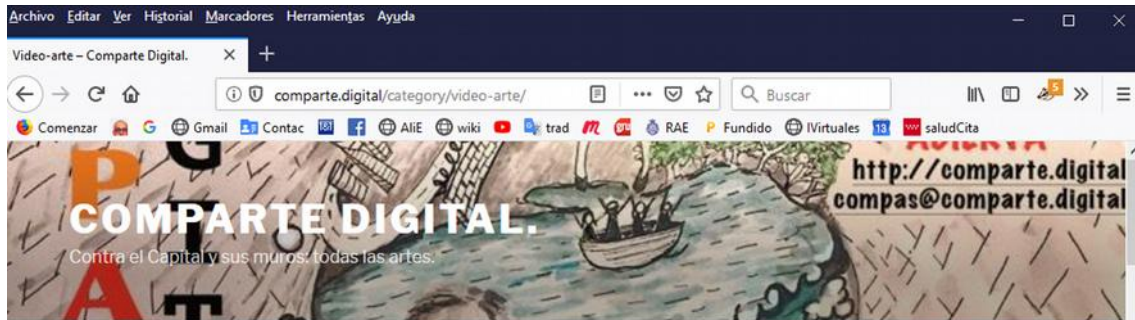 Archivo Editar Ver Historial Marcadores Herramientas Ayuda
Video-arte – Comparte Digital.
comparte.digital/category/video-arte/
Buscar
5
Comenzar G Gmail Contac AliE wiki trad m RAE P Fundido IVirtuales 13 saludCita
P
A
G
I
T
http://comparte.digital
compas@comparte.digital
COMPARTE DIGITAL.
Contra el Capital y sus muros: todas las artes.